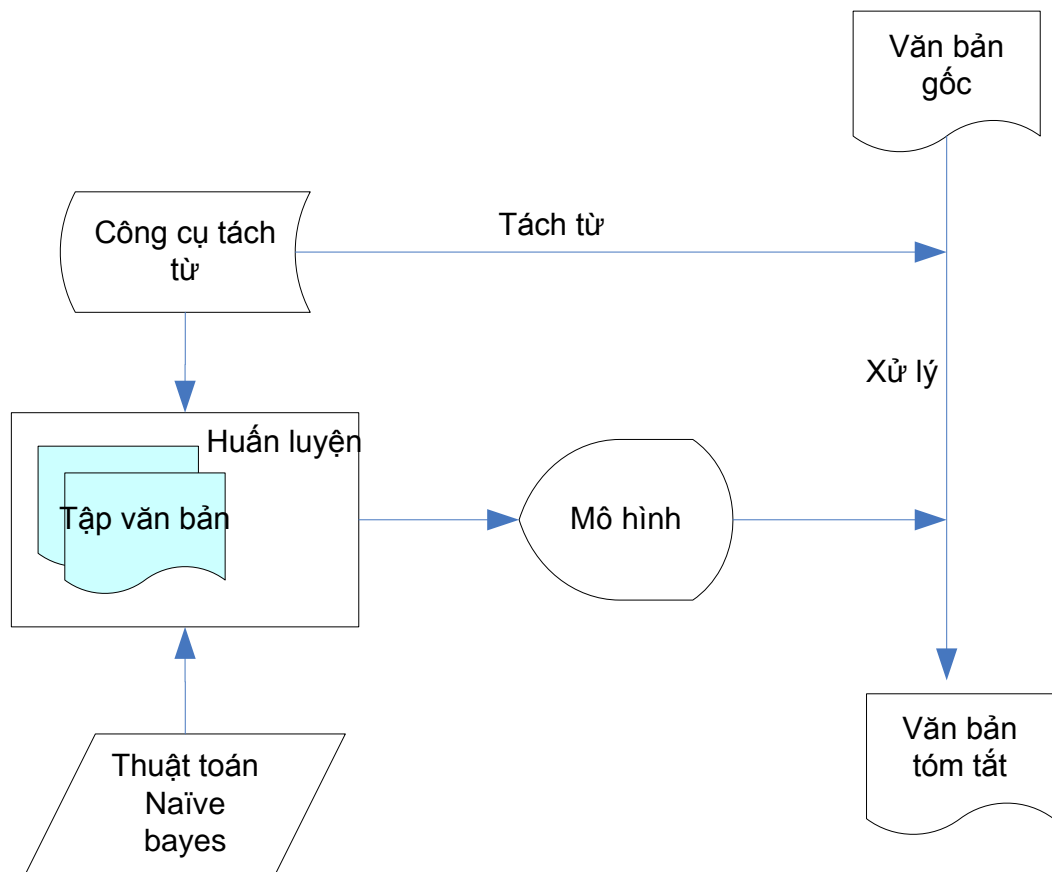 Văn bản
gốc
Công cụ tách
từ
Tách từ
Xử lý
Huấn luyện
Tập văn bản
Mô hình
Thuật toán
Naïve
bayes
Văn bản
tóm tắt